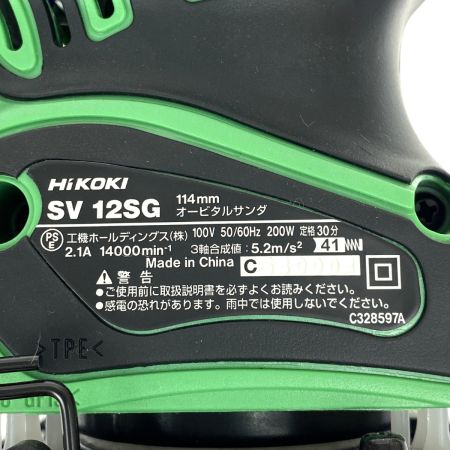 HiKOKI
114mm
SV 12SG オービタルサンダ
PSE 工機ホールディングス(株) 100V 50/60Hz 200W 定格30分
2.1A 14000min⁻¹ 3軸合成値: 5.2m/s² 41
Made in China C
警告
●ご使用前に取扱説明書を必ずよくお読みください。
●感電の恐れがあります。雨中では使用しないでください。
C328597A
>TPE<